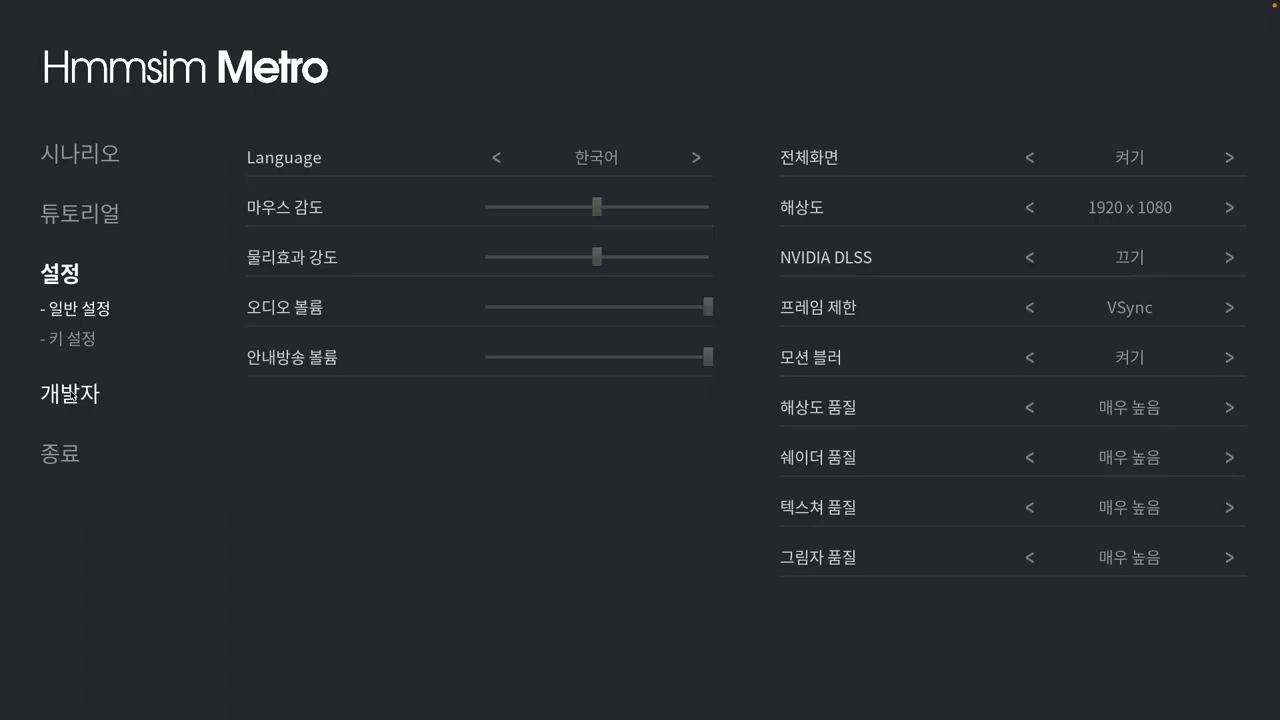 Hmmsim Metro
시나리오
튜토리얼
설정
- 일반 설정
- 키 설정
개발자
종료
Language < 한국어 >
마우스 감도
물리효과 강도
오디오 볼륨
안내방송 볼륨
전체화면 < 켜기 >
해상도 < 1920 x 1080 >
NVIDIA DLSS < 끄기 >
프레임 제한 < VSync >
모션 블러 < 켜기 >
해상도 품질 < 매우 높음 >
쉐이더 품질 < 매우 높음 >
텍스쳐 품질 < 매우 높음 >
그림자 품질 < 매우 높음 >